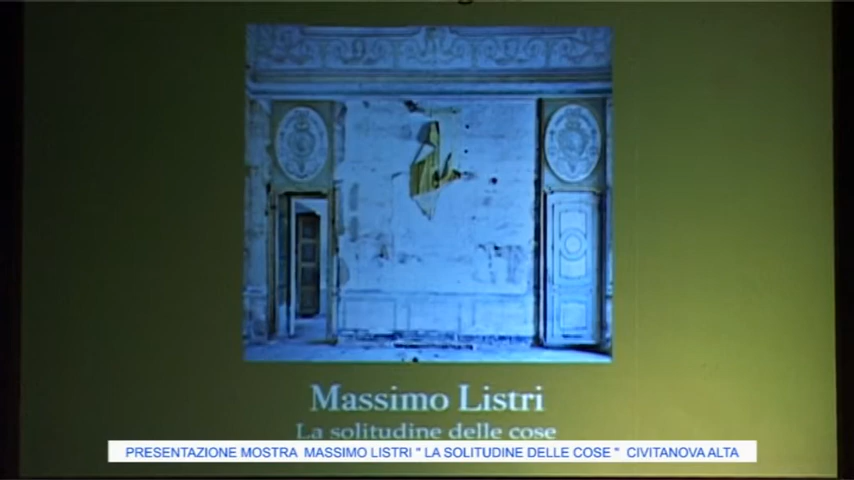 Massimo Listri
La solitudine delle cose
PRESENTAZIONE MOSTRA MASSIMO LISTRI " LA SOLITUDINE DELLE COSE " CIVITANOVA ALTA